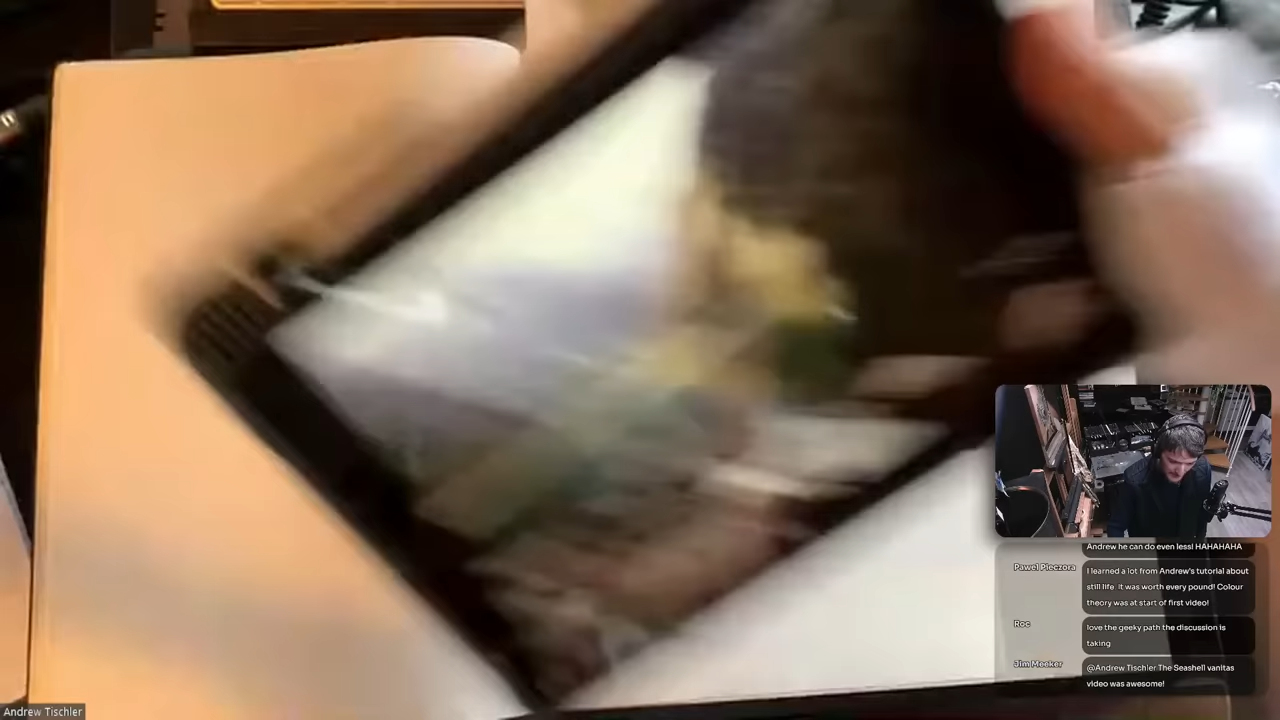 Andrew he can do even less! HAHAHAHA
Pawel Pieczora
I learned a lot from Andrew's tutorial about
still life. It was worth every pound! Colour
theory was at start of first video!
Roc
love the geeky path the discussion is
taking
Jim Meeker
@Andrew Tischler The Seashell vanitas
video was awesome!
Andrew Tischler